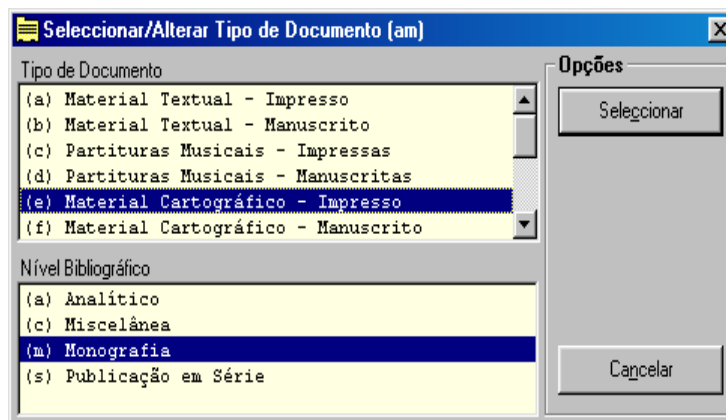 Seleccionar/Alterar Tipo de Documento (am)
Tipo de Documento
(a) Material Textual - Impresso
(b) Material Textual - Manuscrito
(c) Partituras Musicais - Impressas
(d) Partituras Musicais - Manuscritas
(e) Material Cartográfico - Impresso
(f) Material Cartográfico - Manuscrito
Nível Bibliográfico
(a) Analítico
(c) Miscelânea
(m) Monografia
(s) Publicação em Série
Opções
Seleccionar
Cancelar